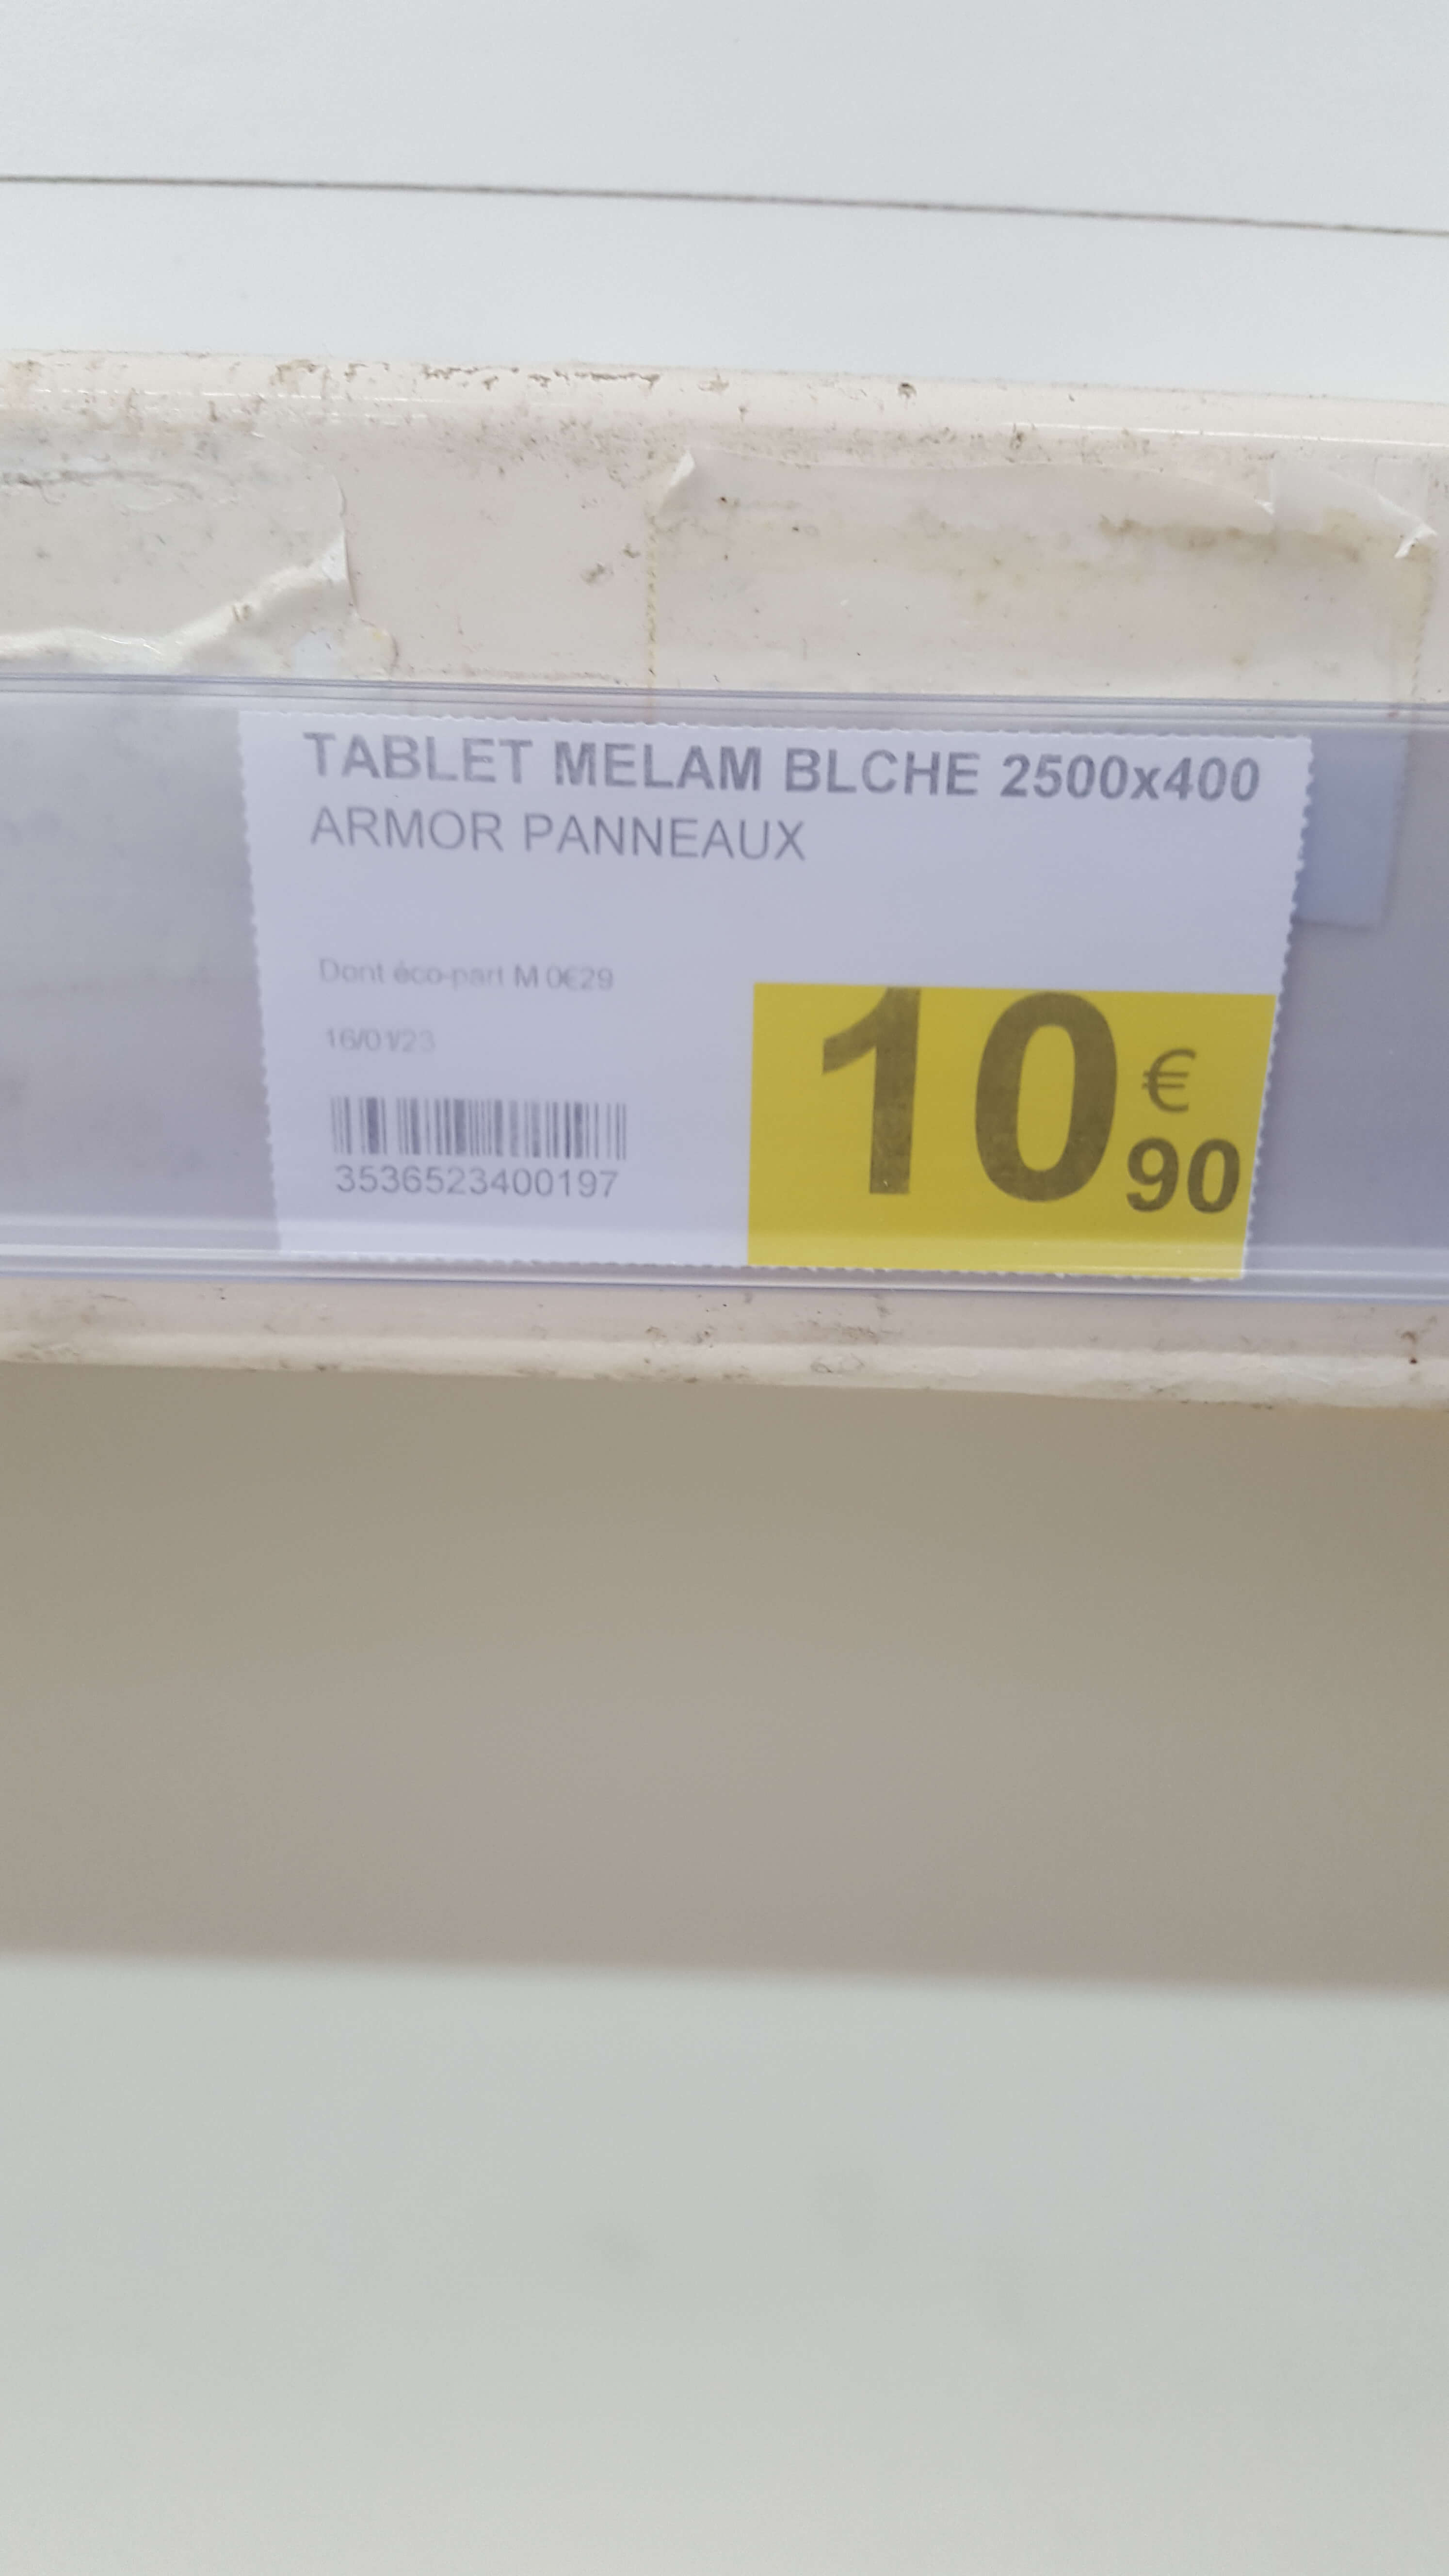 TABLET MELAM BLCHE 2500x400
ARMOR PANNEAUX
Dont éco-part M 0€29
16/01/23
3536523400197
10 €
90